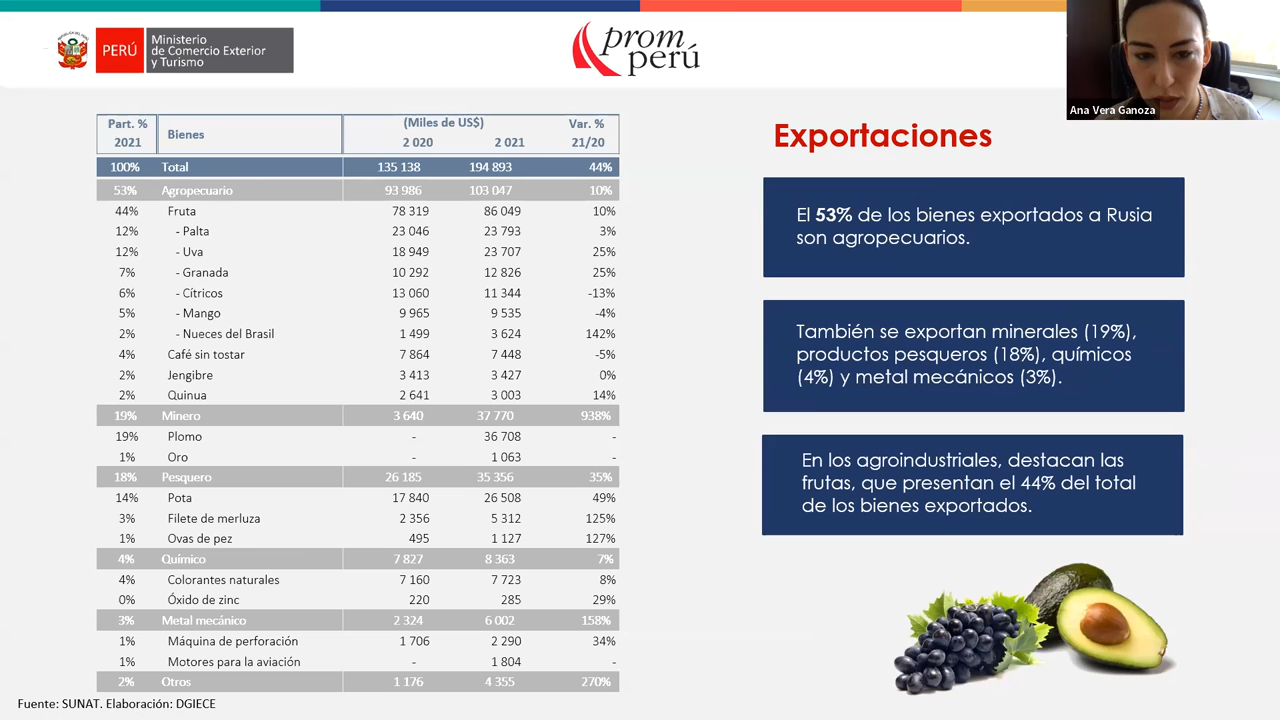 PERÚ
Ministerio
de Comercio Exterior
y Turismo
prom
perú
Ana Vera Ganoza
Part. % 2021 Bienes (Miles de US$) 2 020 2 021 Var. % 21/20
100% Total 135 138 194 893 44%
53% Agropecuario 93 986 103 047 10%
44% Fruta 78 319 86 049 10%
12% - Palta 23 046 23 793 3%
12% - Uva 18 949 23 707 25%
7% - Granada 10 292 12 826 25%
6% - Cítricos 13 060 11 344 -13%
5% - Mango 9 965 9 535 -4%
2% - Nueces del Brasil 1 499 3 624 142%
4% Café sin tostar 7 864 7 448 -5%
2% Jengibre 3 413 3 427 0%
2% Quinua 2 641 3 003 14%
19% Minero 3 640 37 770 938%
19% Plomo - 36 708 -
1% Oro - 1 063 -
18% Pesquero 26 185 35 356 35%
14% Pota 17 840 26 508 49%
3% Filete de merluza 2 356 5 312 125%
1% Ovas de pez 495 1 127 127%
4% Químico 7 827 8 363 7%
4% Colorantes naturales 7 160 7 723 8%
0% Óxido de zinc 220 285 29%
3% Metal mecánico 2 324 6 002 158%
1% Máquina de perforación 1 706 2 290 34%
1% Motores para la aviación - 1 804 -
2% Otros 1 176 4 355 270%
Fuente: SUNAT. Elaboración: DGIECE
Exportaciones
El 53% de los bienes exportados a Rusia
son agropecuarios.
También se exportan minerales (19%),
productos pesqueros (18%), químicos
(4%) y metal mecánicos (3%).
En los agroindustriales, destacan las
frutas, que presentan el 44% del total
de los bienes exportados.